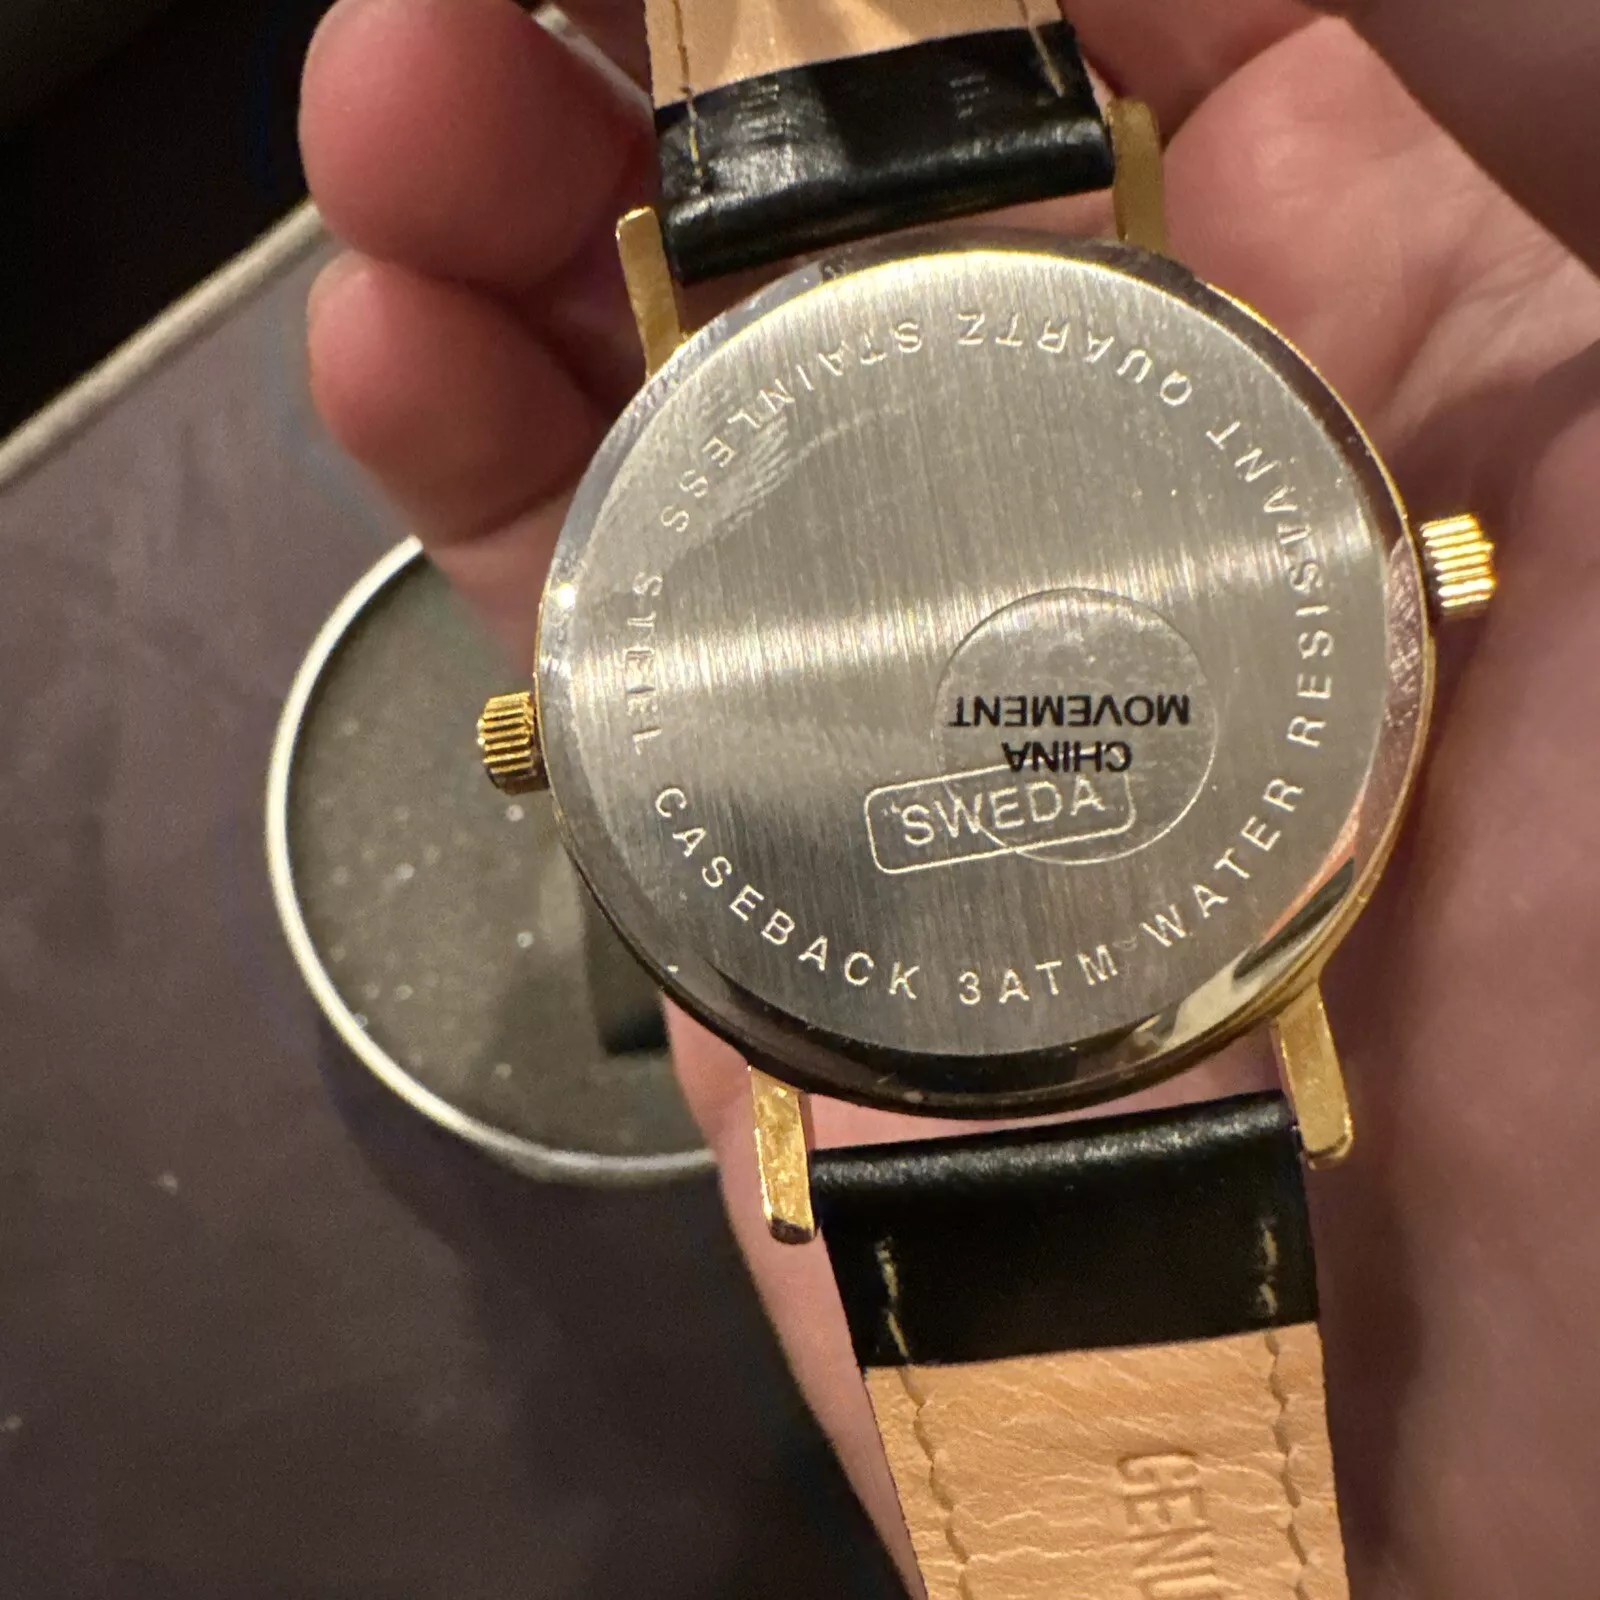 3ATM WATER RESISTANT QUARTZ STAINLESS STEEL CASEBACK
SWEDA
CHINA
MOVEMENT